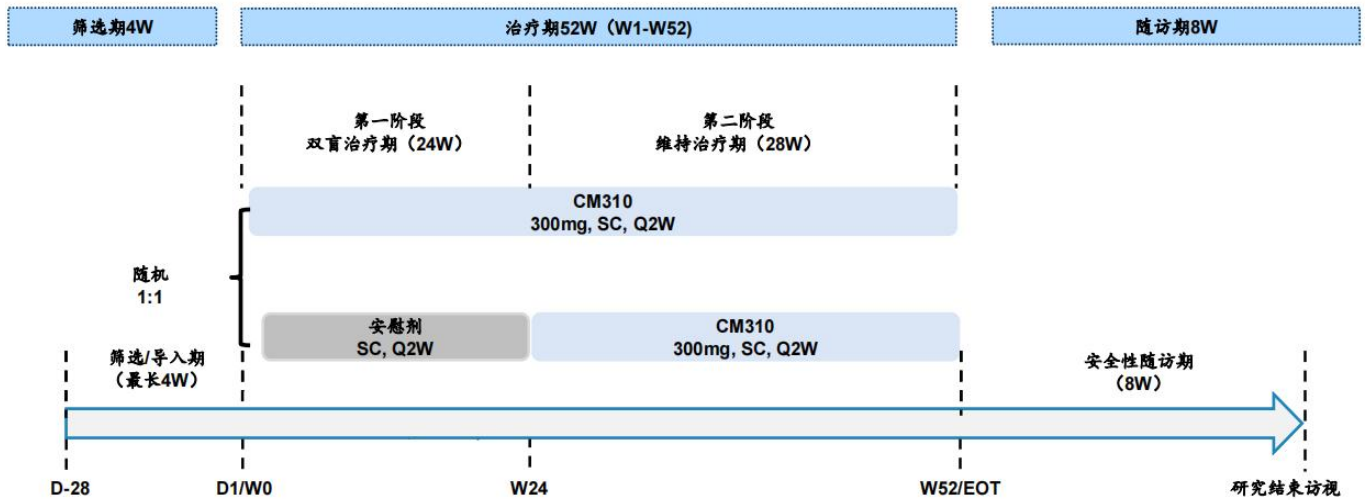 筛选期4W
治疗期52W（W1-W52)
随访期8W
第一阶段
双盲治疗期（24W）
第二阶段
维持治疗期（28W）
CM310
300mg, SC, Q2W
随机
1:1
安慰剂
SC, Q2W
CM310
300mg, SC, Q2W
筛选/导入期
（最长4W）
安全性随访期
（8W）
D-28
D1/W0
W24
W52/EOT
研究结束访视